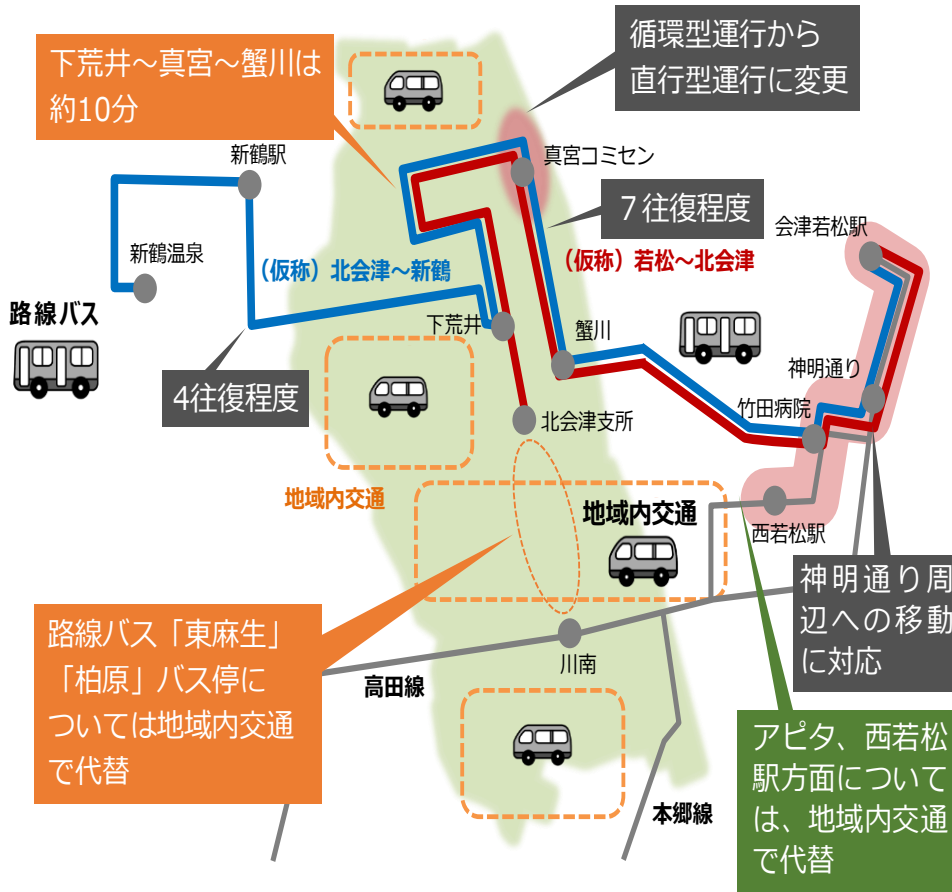 下荒井～真宮～蟹川は
約10分
循環型運行から
直行型運行に変更
新鶴駅
真宮コミセン
7往復程度
会津若松駅
新鶴温泉
（仮称）北会津～新鶴
（仮称）若松～北会津
路線バス
下荒井
蟹川
神明通り
4往復程度
竹田病院
北会津支所
地域内交通
地域内交通
西若松駅
神明通り周
辺への移動
に対応
路線バス「東麻生」
「柏原」バス停に
ついては地域内交通
で代替
川南
高田線
アピタ、西若松
駅方面について
は、地域内交通
で代替
本郷線